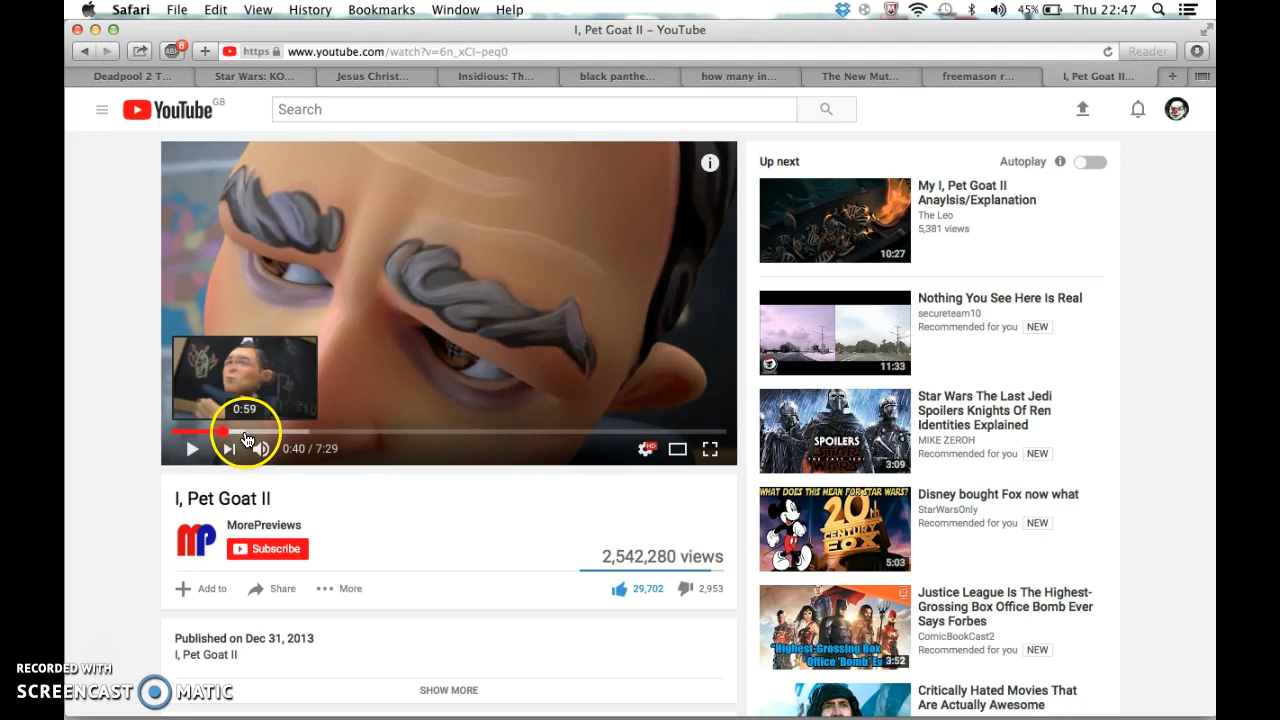 Safari File Edit View History Bookmarks Window Help 45% Thu 22:47
I, Pet Goat II – YouTube
https www.youtube.com/watch?v=6n_xCI-peq0 Reader
Deadpool 2 T... Star Wars: KO... Jesus Christ... Insidious: Th... black panthe... how many in... The New Mut... freemason r... I, Pet Goat II...
YouTube GB
Search
0:59
0:40 / 7:29
HD
I, Pet Goat II
MorePreviews
Subscribe
2,542,280 views
Add to Share More
29,702 2,953
Published on Dec 31, 2013
I, Pet Goat II
SHOW MORE
Up next
Autoplay
10:27
My I, Pet Goat II
Anaylsis/Explanation
The Leo
5,381 views
11:33
Nothing You See Here Is Real
secureteam10
Recommended for you NEW
SPOILERS
3:09
Star Wars The Last Jedi
Spoilers Knights Of Ren
Identities Explained
MIKE ZEROH
Recommended for you NEW
WHAT DOES THIS MEAN FOR STAR WARS?
20TH
CENTURY
FOX
5:03
Disney bought Fox now what
StarWarsOnly
Recommended for you NEW
"Highest-Grossing Box
Office 'Bomb' Ev
3:52
Justice League Is The Highest-
Grossing Box Office Bomb Ever
Says Forbes
ComicBookCast2
Recommended for you NEW
Critically Hated Movies That
Are Actually Awesome
RECORDED WITH
SCREENCAST MATIC